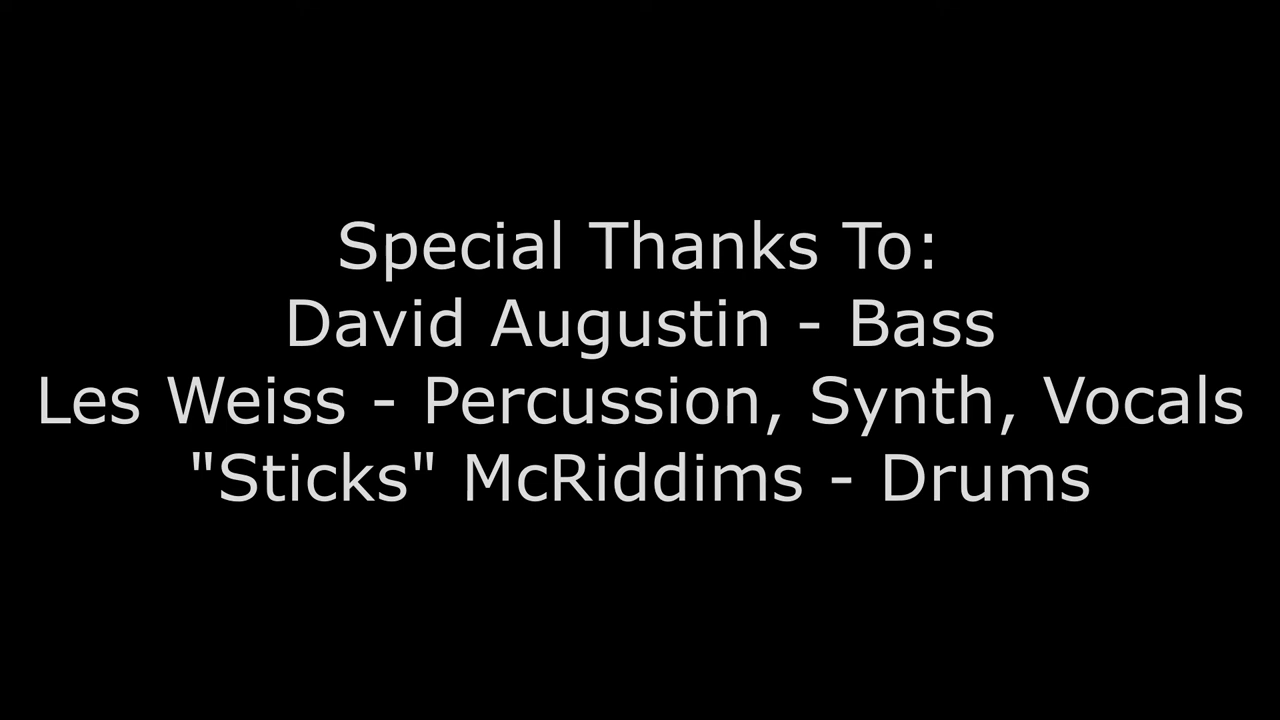 Special Thanks To:
David Augustin - Bass
Les Weiss - Percussion, Synth, Vocals
"Sticks" McRiddims - Drums